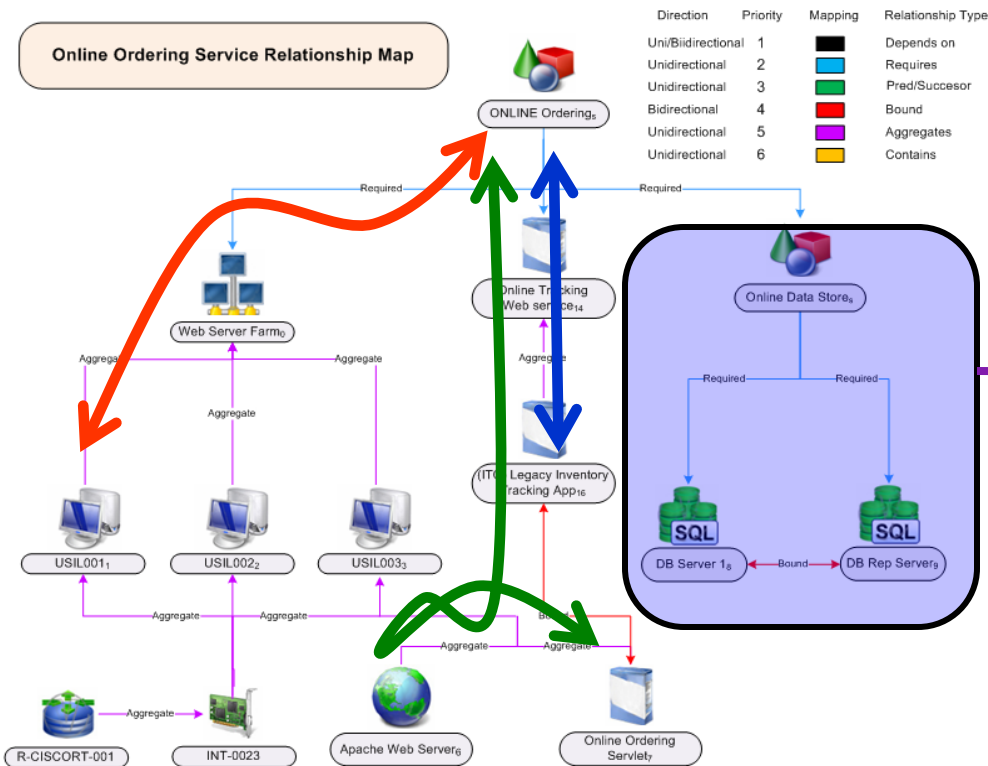 Online Ordering Service Relationship Map
Direction Priority Mapping Relationship Type
Uni/Biidirectional 1 Depends on
Unidirectional 2 Requires
Unidirectional 3 Pred/Succesor
Bidirectional 4 Bound
Unidirectional 5 Aggregates
Unidirectional 6 Contains
ONLINE Ordering₅
Required Required
Web Server Farm₀
Online Tracking
Web service₁₄
Online Data Store₆
Aggregate Aggregate Aggregate
Required Required
Aggregate
Legacy Inventory
Tracking App₁₆
USIL001₁ USIL002₂ USIL003₃
SQL SQL
DB Server 1₈ Bound DB Rep Server₉
Aggregate Aggregate
Aggregate Aggregate
Aggregate
R-CISCORT-001 INT-0023 Apache Web Server₆
Online Ordering
Servlet₇